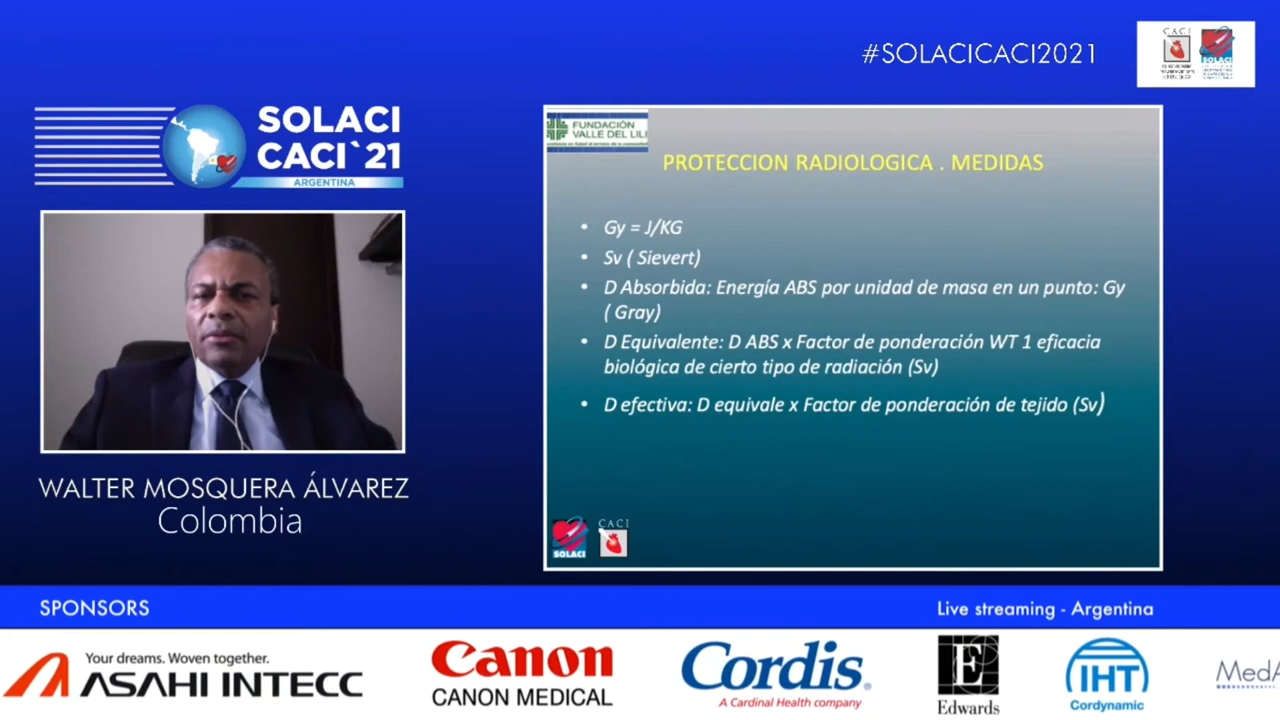 #SOLACICACI2021
CACI
SOLACI
SOLACI
CACI`21
ARGENTINA
FUNDACIÓN
VALLE DEL LILI
PROTECCION RADIOLOGICA . MEDIDAS
• Gy = J/KG
• Sv ( Sievert)
• D Absorbida: Energía ABS por unidad de masa en un punto: Gy
( Gray)
• D Equivalente: D ABS x Factor de ponderación WT 1 eficacia
biológica de cierto tipo de radiación (Sv)
• D efectiva: D equivale x Factor de ponderación de tejido (Sv)
SOLACI
CACI
WALTER MOSQUERA ÁLVAREZ
Colombia
SPONSORS
Live streaming - Argentina
Your dreams. Woven together.
ASAHI INTECC
Canon
CANON MEDICAL
Cordis®
A Cardinal Health company
E
Edwards
IHT
Cordynamic
MedA